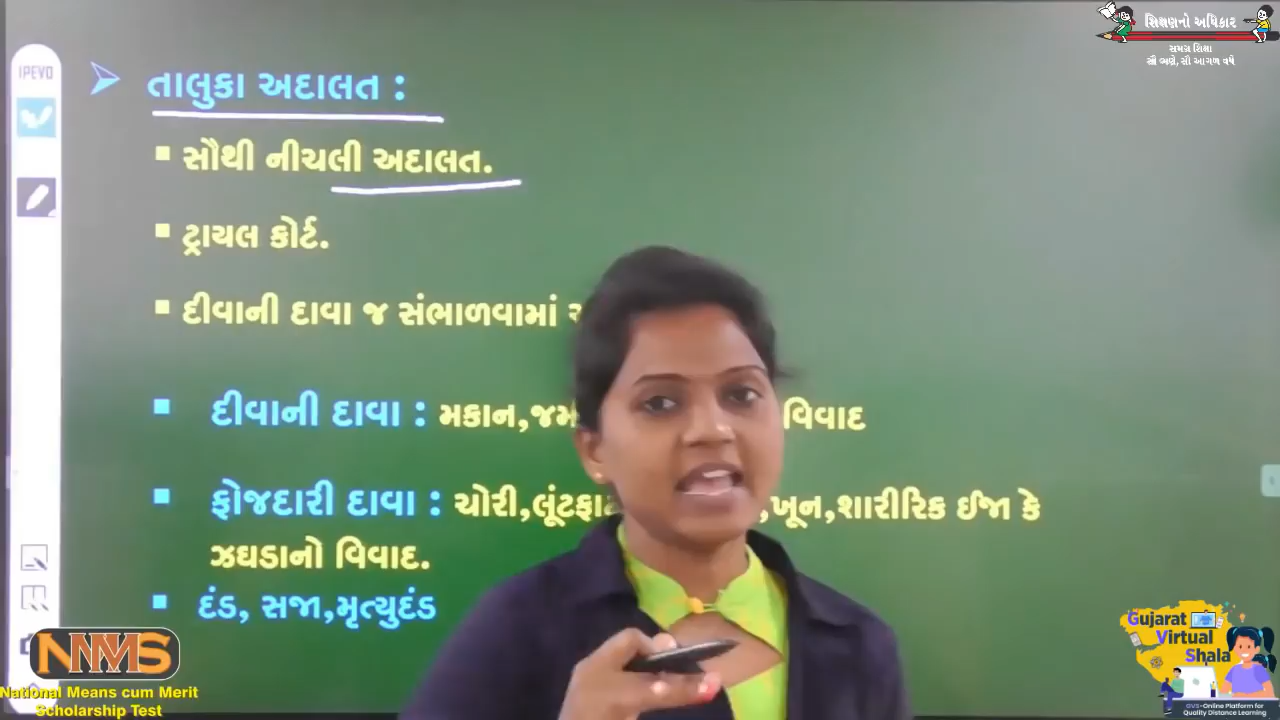 શિક્ષણનો અધિકાર
સમગ્ર શિક્ષા
સૌ ભણે, સૌ આગળ વધે
IPEVO
તાલુકા અદાલત :
સૌથી નીચલી અદાલત.
ટ્રાયલ કોર્ટ.
દીવાની દાવા જ સંભાળવામાં
દીવાની દાવા : મકાન,જમ વિવાદ
ફોજદારી દાવા : ચોરી,લૂંટફાટ ,ખૂન,શારીરિક ઈજા કે
ઝઘડાનો વિવાદ.
દંડ, સજા,મૃત્યુદંડ
NMMS
National Means cum Merit
Scholarship Test
Gujarat
Virtual
Shala
GVS-Online Platform for
Quality Distance Learning